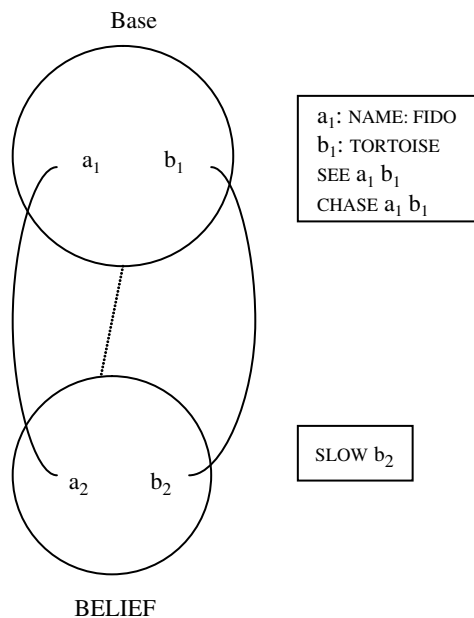 Base
a₁ b₁
a₁: NAME: FIDO
b₁: TORTOISE
SEE a₁ b₁
CHASE a₁ b₁
a₂ b₂
SLOW b₂
BELIEF